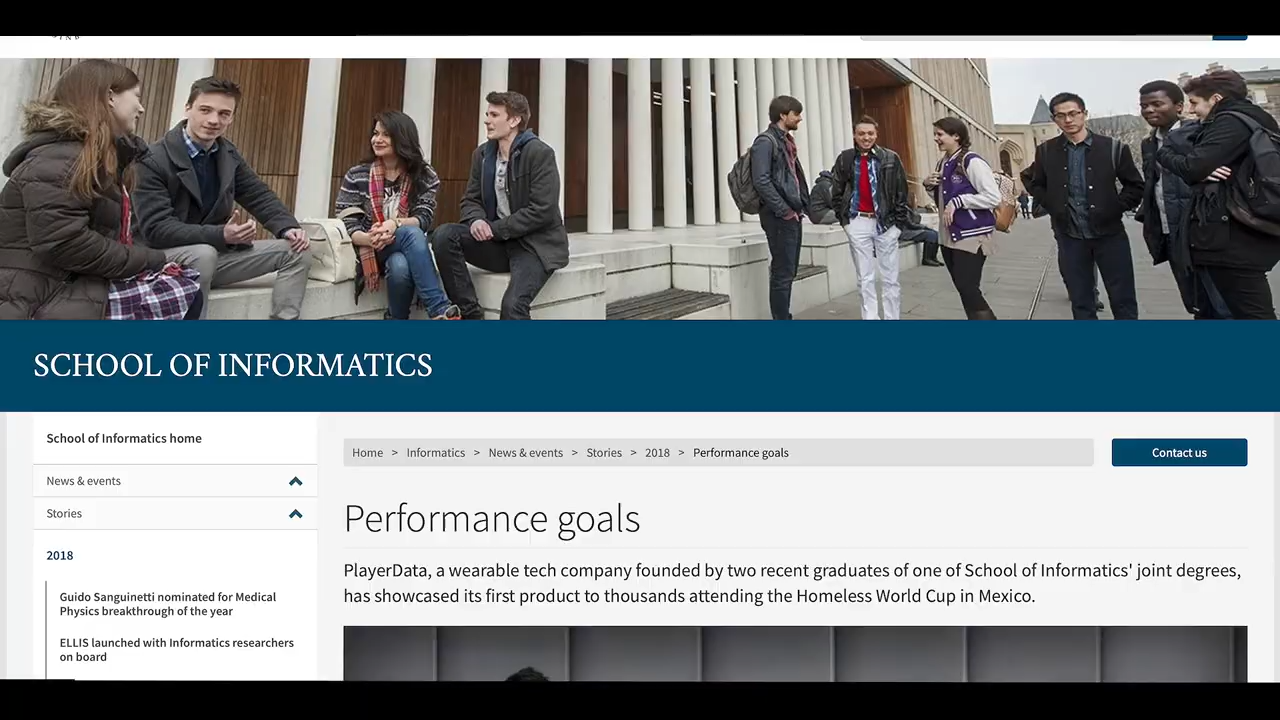 SCHOOL OF INFORMATICS
School of Informatics home
News & events
Stories
2018
Guido Sanguinetti nominated for Medical
Physics breakthrough of the year
ELLIS launched with Informatics researchers
on board
Home > Informatics > News & events > Stories > 2018 > Performance goals
Contact us
Performance goals
PlayerData, a wearable tech company founded by two recent graduates of one of School of Informatics' joint degrees,
has showcased its first product to thousands attending the Homeless World Cup in Mexico.